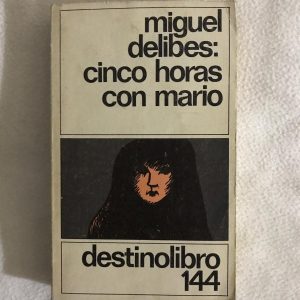 miguel
delibes:
cinco horas
con mario
destinolibro
144